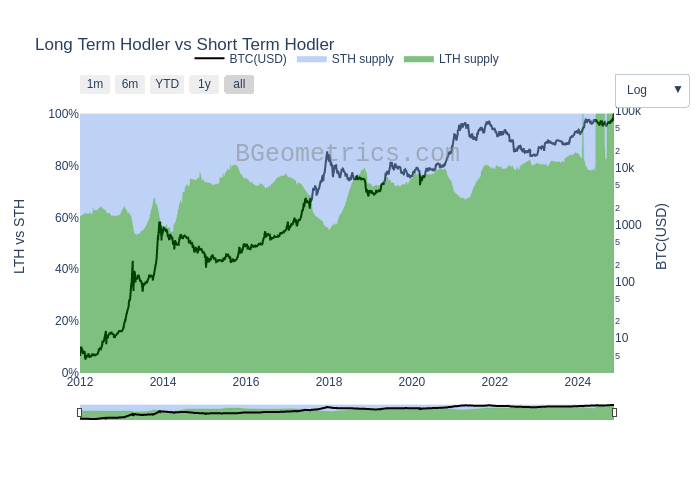 Long Term Hodler vs Short Term Hodler
BTC(USD) STH supply LTH supply
1m 6m YTD 1y all
Log ▼
100% 100k
5
BGeometrics.com 2
80% 10k
5
2
60% 1000
5
2
40% 100
5
2
20% 10
5
0%
2012 2014 2016 2018 2020 2022 2024
LTH vs STH
BTC(USD)